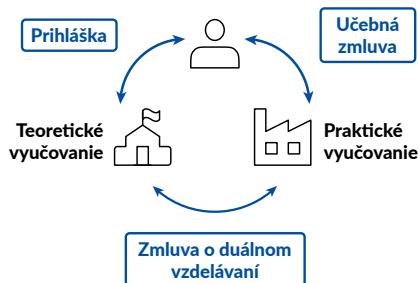 Prihláška
Učebná
zmluva
Teoretické
vyučovanie
Praktické
vyučovanie
Zmluva o duálnom
vzdelávaní